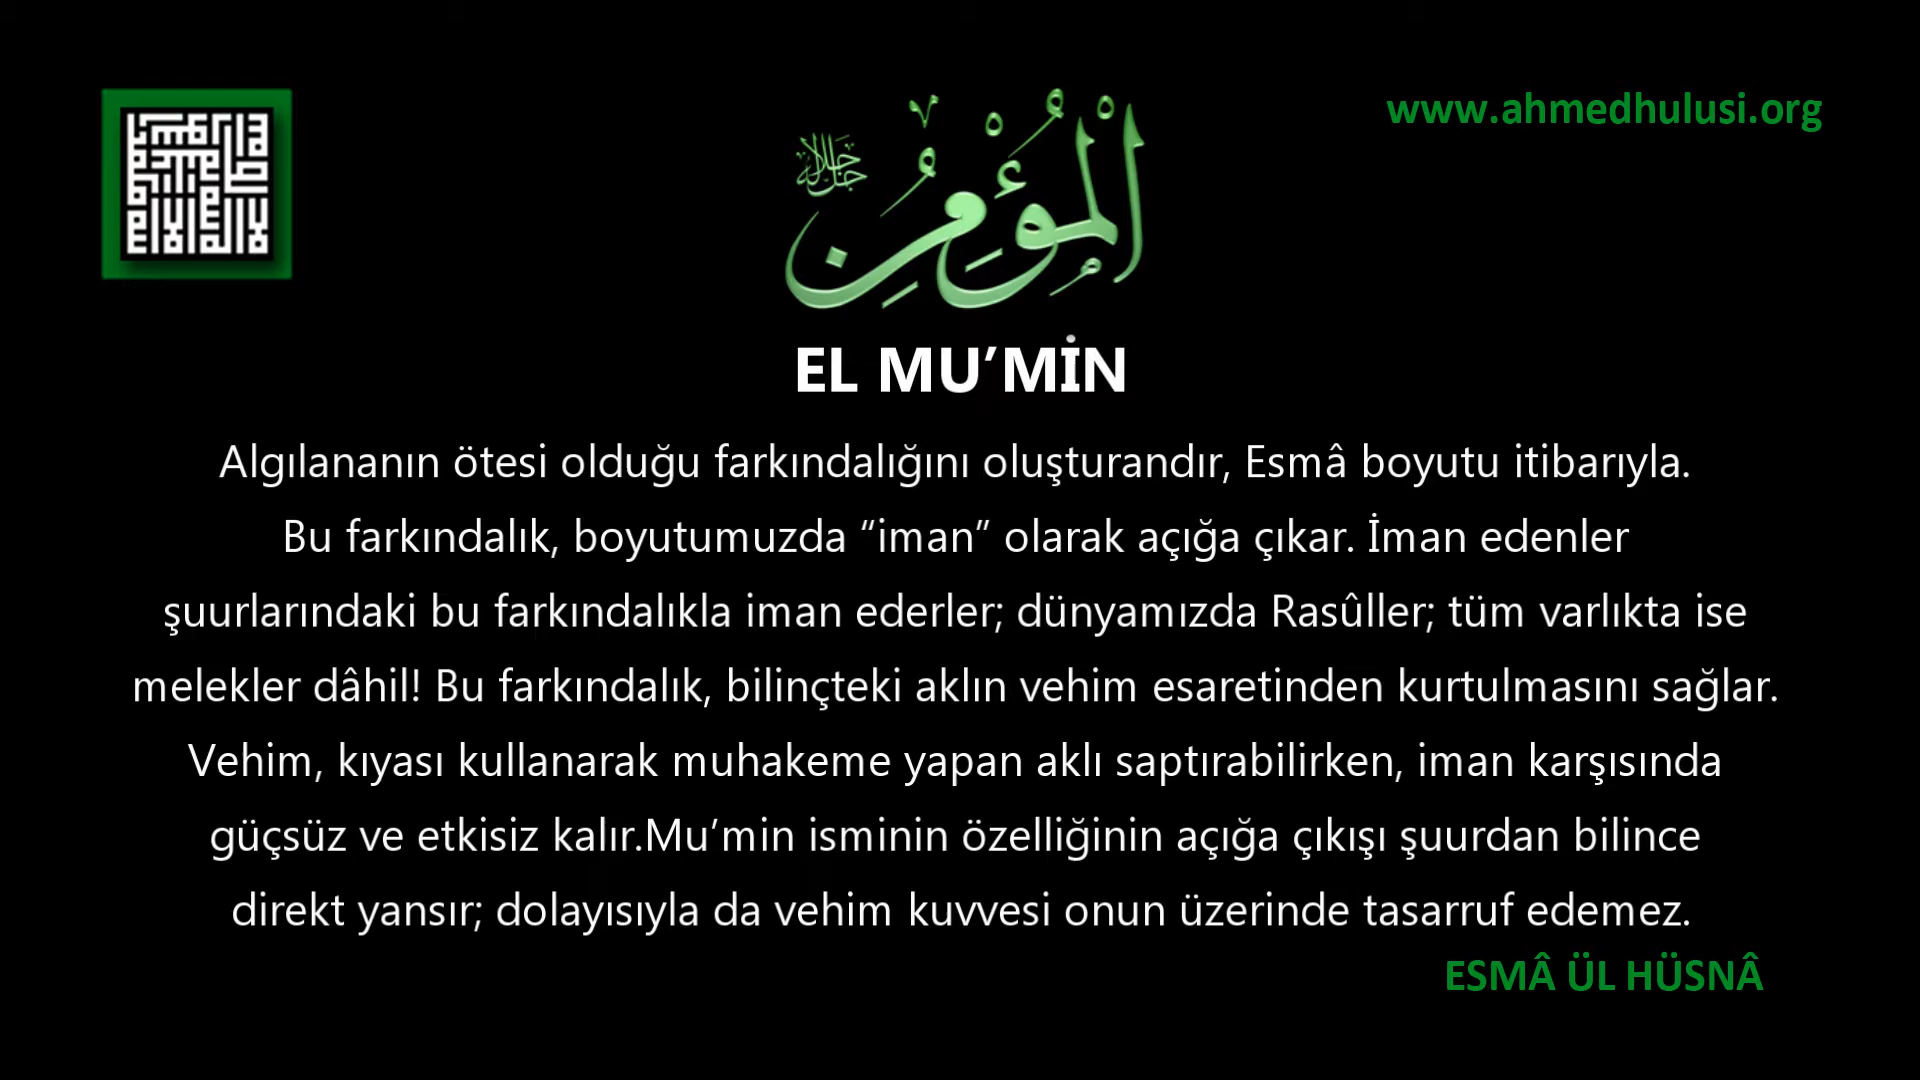 www.ahmedhulusi.org
الْمُؤْمِنُ
جل جلاله
EL MU’MİN
Algılananın ötesi olduğu farkındalığını oluşturandır, Esmâ boyutu itibarıyla.
Bu farkındalık, boyutumuzda “iman” olarak açığa çıkar. İman edenler
şuurlarındaki bu farkındalıkla iman ederler; dünyamızda Rasûller; tüm varlıkta ise
melekler dâhil! Bu farkındalık, bilinçteki aklın vehim esaretinden kurtulmasını sağlar.
Vehim, kıyası kullanarak muhakeme yapan aklı saptırabilirken, iman karşısında
güçsüz ve etkisiz kalır.Mu’min isminin özelliğinin açığa çıkışı şuurdan bilince
direkt yansır; dolayısıyla da vehim kuvvesi onun üzerinde tasarruf edemez.
ESMÂ ÜL HÜSNÂ